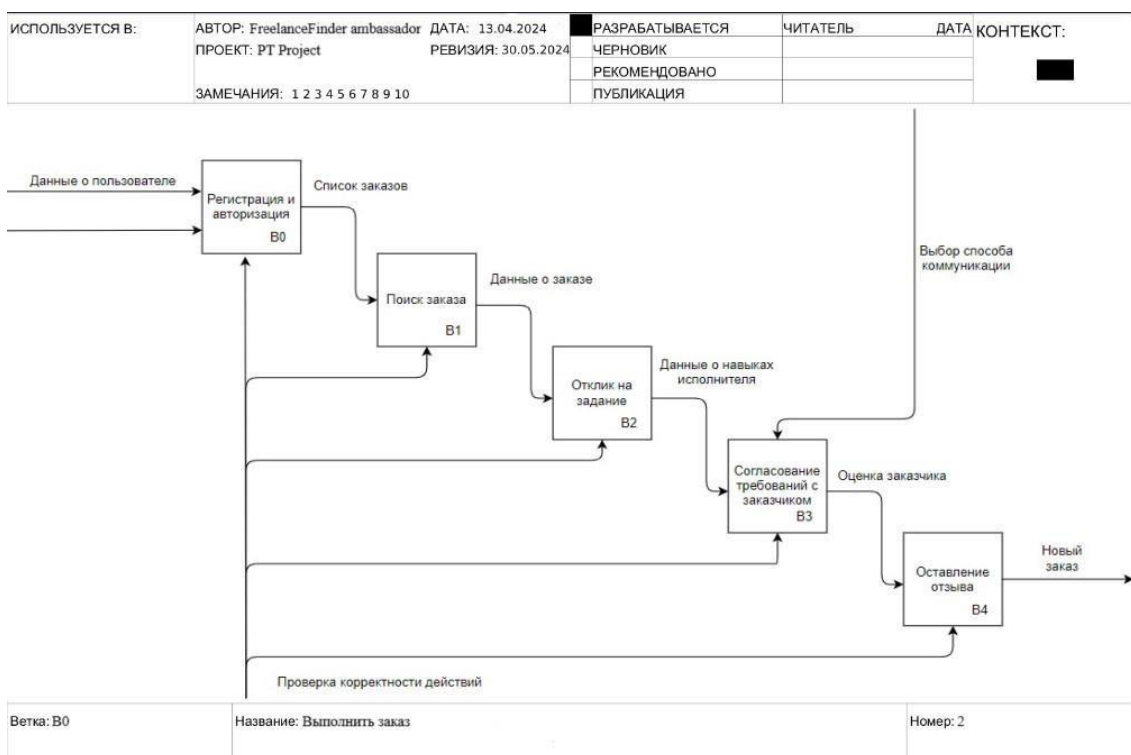 ИСПОЛЬЗУЕТСЯ В:
АВТОР: FreelanceFinder ambassador
ДАТА: 13.04.2024
ПРОЕКТ: PT Project
РЕВИЗИЯ: 30.05.2024
ЗАМЕЧАНИЯ: 1 2 3 4 5 6 7 8 9 10
РАЗРАБАТЫВАЕТСЯ
ЧЕРНОВИК
РЕКОМЕНДОВАНО
ПУБЛИКАЦИЯ
ЧИТАТЕЛЬ
ДАТА
КОНТЕКСТ:
Данные о пользователе
Регистрация и
авторизация
B0
Список заказов
Поиск заказа
B1
Данные о заказе
Отклик на
задание
B2
Данные о навыках
исполнителя
Выбор способа
коммуникации
Согласование
требований с
заказчиком
B3
Оценка заказчика
Оставление
отзыва
B4
Новый
заказ
Проверка корректности действий
Ветка: B0
Название: Выполнить заказ
Номер: 2